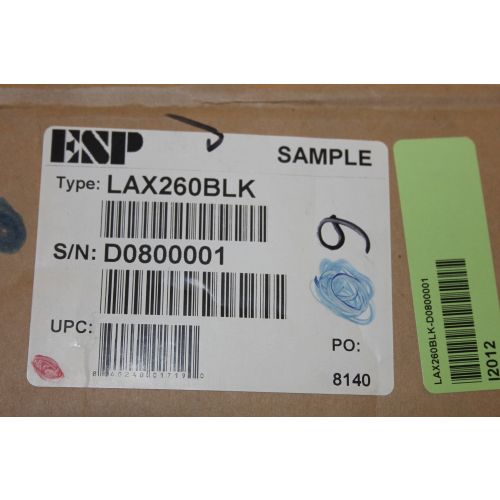 ESP
SAMPLE
Type: LAX260BLK
S/N: D0800001
9
UPC:
PO:
8140
LAX260BLK-D0800001
I2012